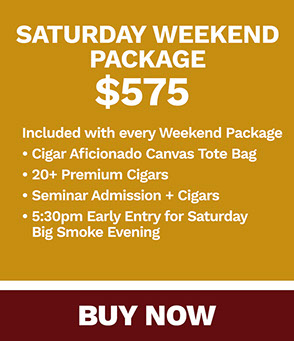 SATURDAY WEEKEND
PACKAGE
$575
Included with every Weekend Package
• Cigar Aficionado Canvas Tote Bag
• 20+ Premium Cigars
• Seminar Admission + Cigars
• 5:30pm Early Entry for Saturday
Big Smoke Evening
BUY NOW